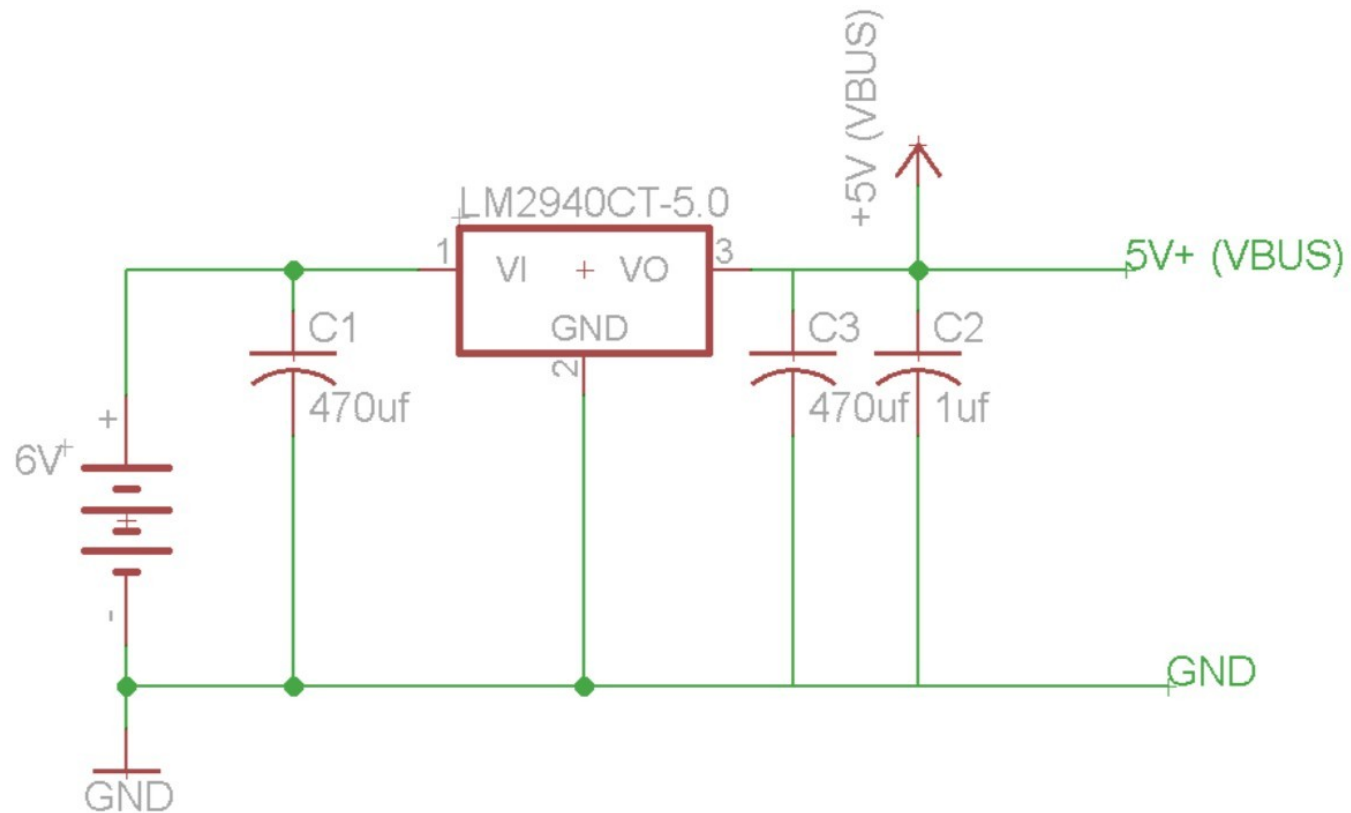 +5V (VBUS)
LM2940CT-5.0
1
VI
VO
3
5V+ (VBUS)
GND
2
C1
470uf
C3
470uf
C2
1uf
+
6V
-
GND
GND